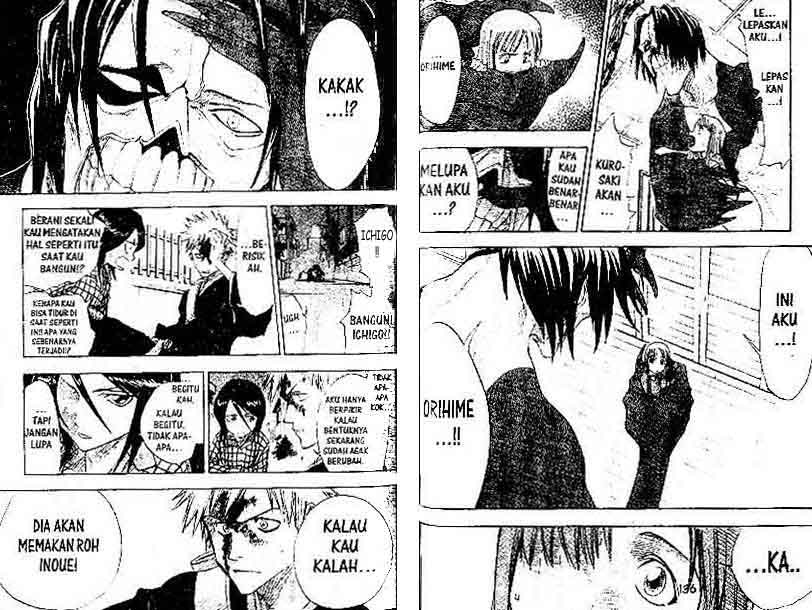 LE...
LEPASKAN
AKU...!
LEPAS
KAN
...!
KURO-
SAKI
AKAN
...
...
OR!HIME
APA
KAU
SUDAH
BENAR-
BENAR
...
MELUPA
KAN AKU
...?
INI
AKU
...!
OR!HIME
...!!
...KA..
136
KAKAK
...!?
ICHIGO
!!
BANGUN!
ICHIGO!!
UGH
...
...BE-
RISIK
AH.
BERANI SEKALI
KAU MENGATAKAN
HAL SEPERTI ITU
SAAT KAU
BANGUN!?
KENAPA KAU
BISA TIDUR DI
SAAT SEPERTI
INI!? APA YANG
SEBENARNYA
TERJADI!?
TIDAK
APA-
APA
KOK...
AKU HANYA
BERPIKIR
KALAU
BENTUKNYA
SEKARANG
SUDAH AGAK
BERUBAH.
BEGITU
KAH.
KALAU
BEGITU,
TIDAK APA-
APA...
...
TAPI
JANGAN
LUPA
KALAU
KAU
KALAH...
DIA AKAN
MEMAKAN ROH
INOUE!